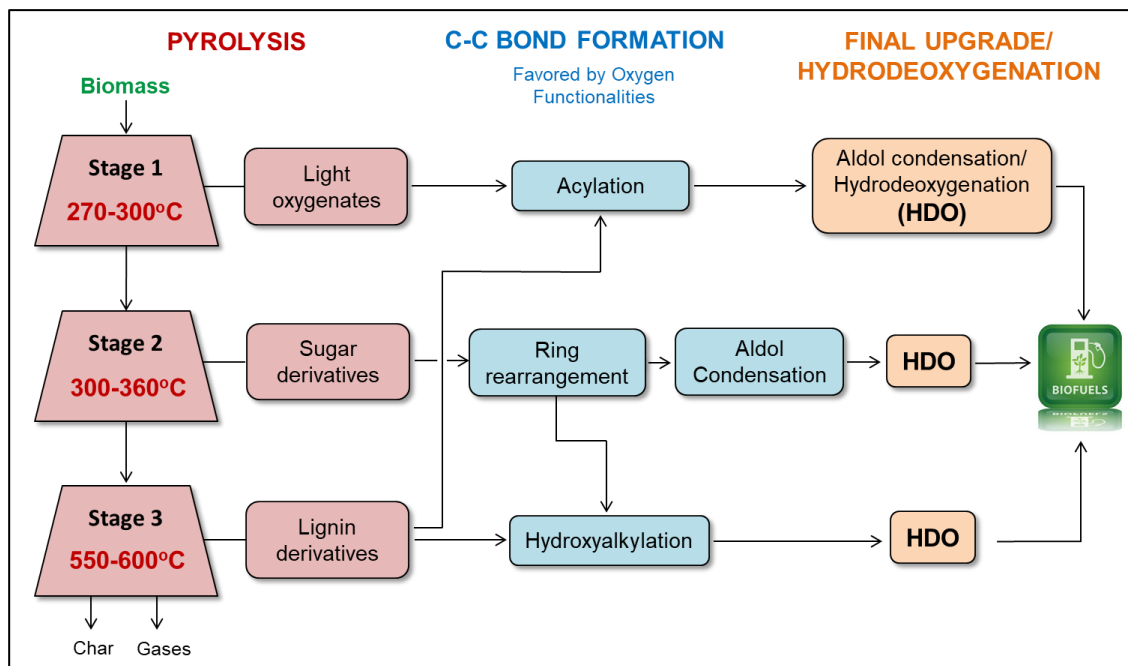 PYROLYSIS
C-C BOND FORMATION
Favored by Oxygen
Functionalities
FINAL UPGRADE/
HYDRODEOXYGENATION
Biomass
Stage 1
270-300°C
Light
oxygenates
Acylation
Aldol condensation/
Hydrodeoxygenation
(HDO)
Stage 2
300-360°C
Sugar
derivatives
Ring
rearrangement
Aldol
Condensation
HDO
BIOFUELS
Stage 3
550-600°C
Lignin
derivatives
Hydroxyalkylation
HDO
Char
Gases